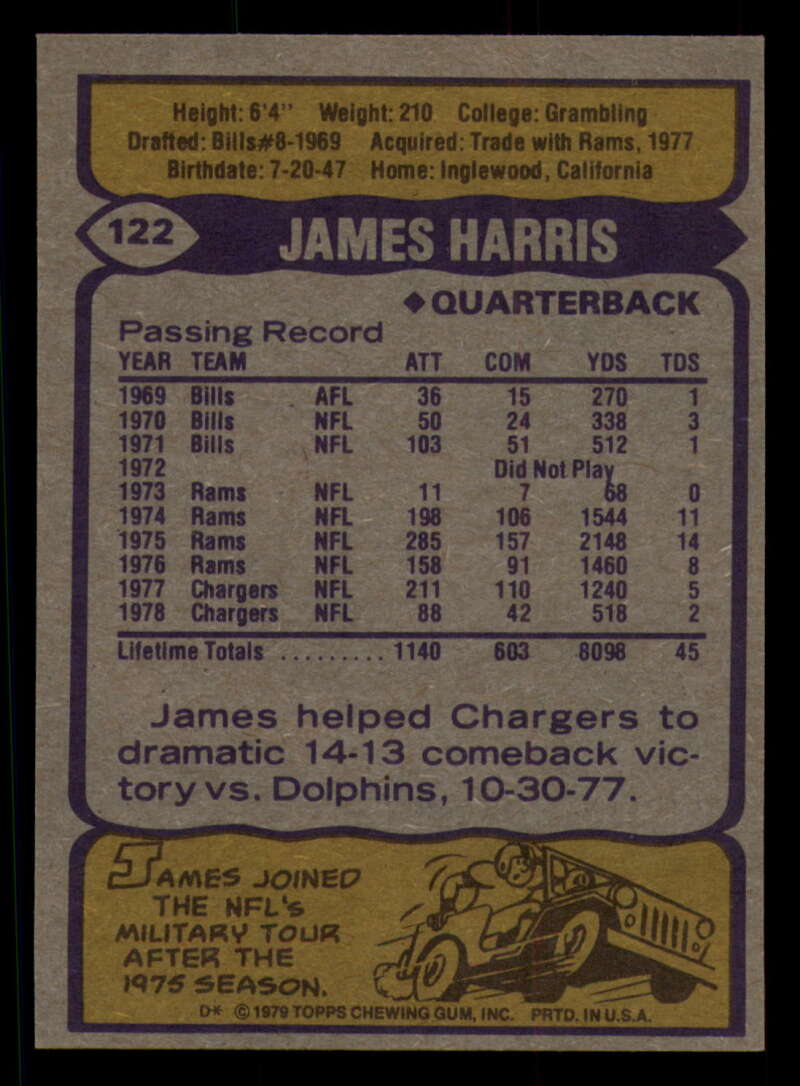 Height: 6'4" Weight: 210 College: Grambling
Drafted: Bills#8-1969 Acquired: Trade with Rams, 1977
Birthdate: 7-20-47 Home: Inglewood, California
122 JAMES HARRIS
◆QUARTERBACK
Passing Record
YEAR TEAM ATT COM YDS TDS
1969 Bills AFL 36 15 270 1
1970 Bills NFL 50 24 338 3
1971 Bills NFL 103 51 512 1
1972 Did Not Play
1973 Rams NFL 11 7 68 0
1974 Rams NFL 198 106 1544 11
1975 Rams NFL 285 157 2148 14
1976 Rams NFL 158 91 1460 8
1977 Chargers NFL 211 110 1240 5
1978 Chargers NFL 88 42 518 2
Lifetime Totals ......... 1140 603 8098 45
James helped Chargers to
dramatic 14-13 comeback vic-
tory vs. Dolphins, 10-30-77.
JAMES JOINED
THE NFL'S
MILITARY TOUR
AFTER THE
1975 SEASON.
D* © 1979 TOPPS CHEWING GUM, INC. PRTD. IN U.S.A.